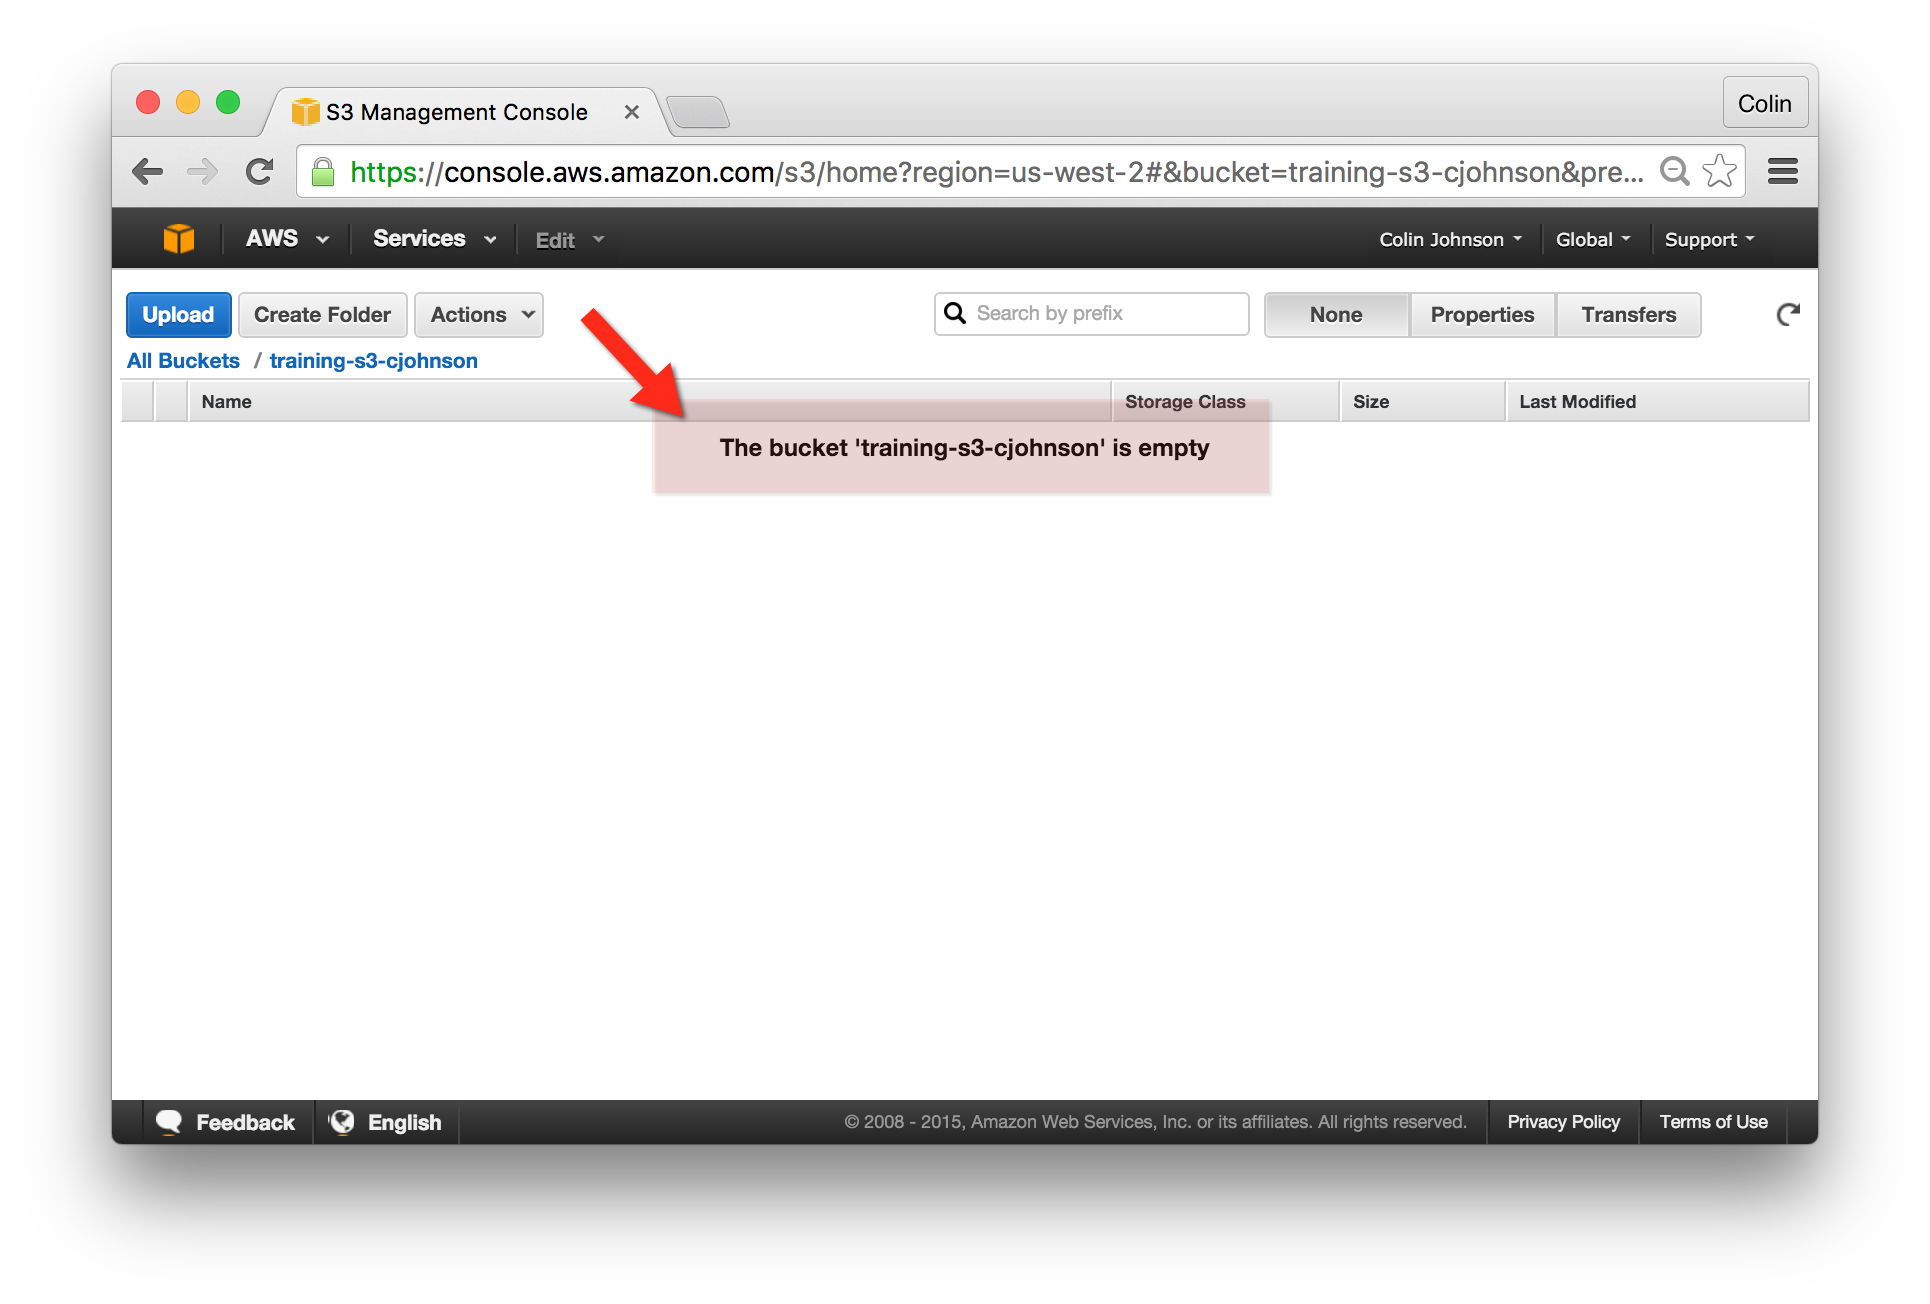 S3 Management Console
Colin
https://console.aws.amazon.com/s3/home?region=us-west-2#&bucket=training-s3-cjohnson&pre...
AWS Services Edit Colin Johnson Global Support
Upload Create Folder Actions Search by prefix None Properties Transfers
All Buckets / training-s3-cjohnson
Name Storage Class Size Last Modified
The bucket 'training-s3-cjohnson' is empty
Feedback English © 2008 - 2015, Amazon Web Services, Inc. or its affiliates. All rights reserved. Privacy Policy Terms of Use